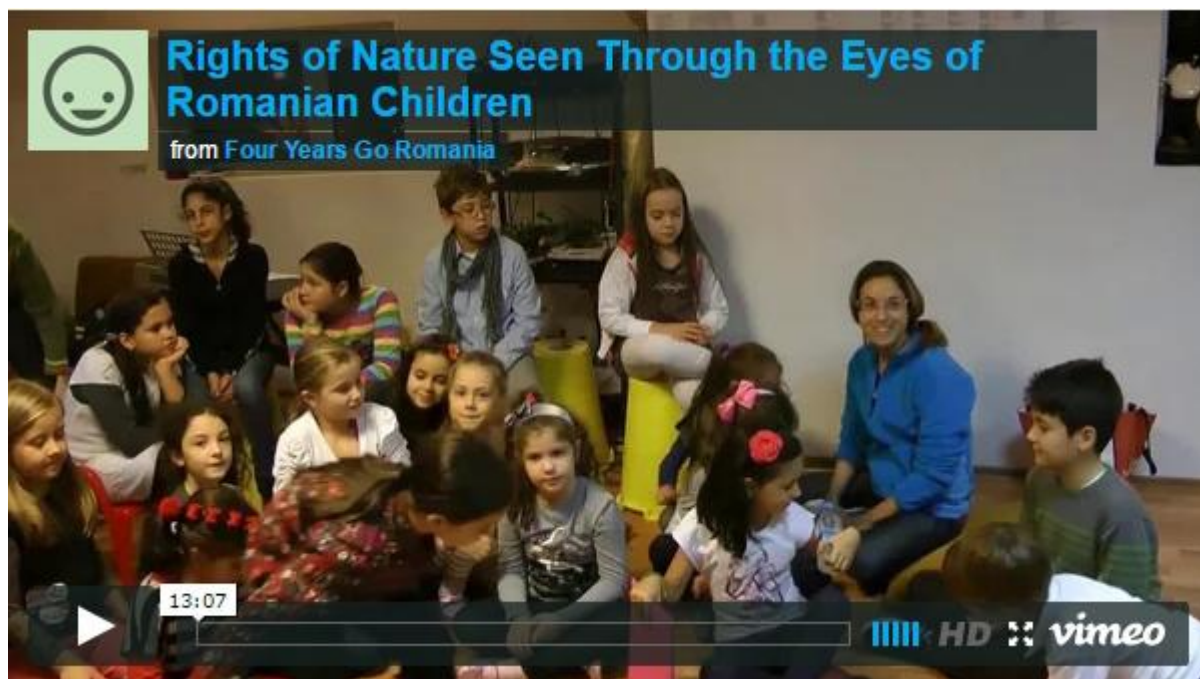 Rights of Nature Seen Through the Eyes of
Romanian Children
from Four Years Go Romania
13:07
HD vimeo